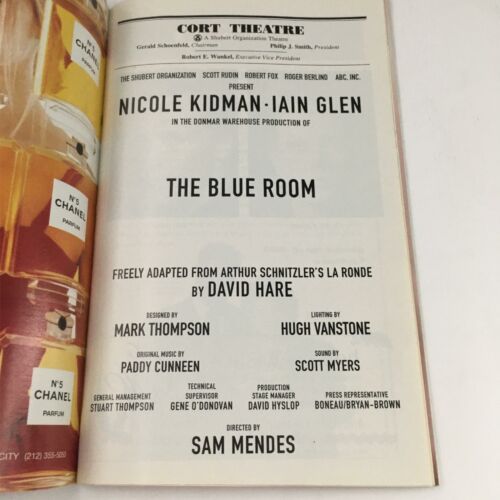 CORT THEATRE
A Shubert Organization Theatre
Gerald Schoenfeld, Chairman Philip J. Smith, President
Robert E. Wankel, Executive Vice President
THE SHUBERT ORGANIZATION SCOTT RUDIN ROBERT FOX ROGER BERLIND ABC, INC.
PRESENT
NICOLE KIDMAN · IAIN GLEN
IN THE DONMAR WAREHOUSE PRODUCTION OF
THE BLUE ROOM
FREELY ADAPTED FROM ARTHUR SCHNITZLER'S LA RONDE
BY DAVID HARE
DESIGNED BY
MARK THOMPSON
LIGHTING BY
HUGH VANSTONE
ORIGINAL MUSIC BY
PADDY CUNNEEN
SOUND BY
SCOTT MYERS
GENERAL MANAGEMENT
STUART THOMPSON
TECHNICAL
SUPERVISOR
GENE O'DONOVAN
PRODUCTION
STAGE MANAGER
DAVID HYSLOP
PRESS REPRESENTATIVE
BONEAU/BRYAN-BROWN
DIRECTED BY
SAM MENDES
Nº5
CHANEL
PARFUM
Nº5
CHANEL
PARFUM
Nº5
CHANEL
PARFUM
CITY (212) 355-5050